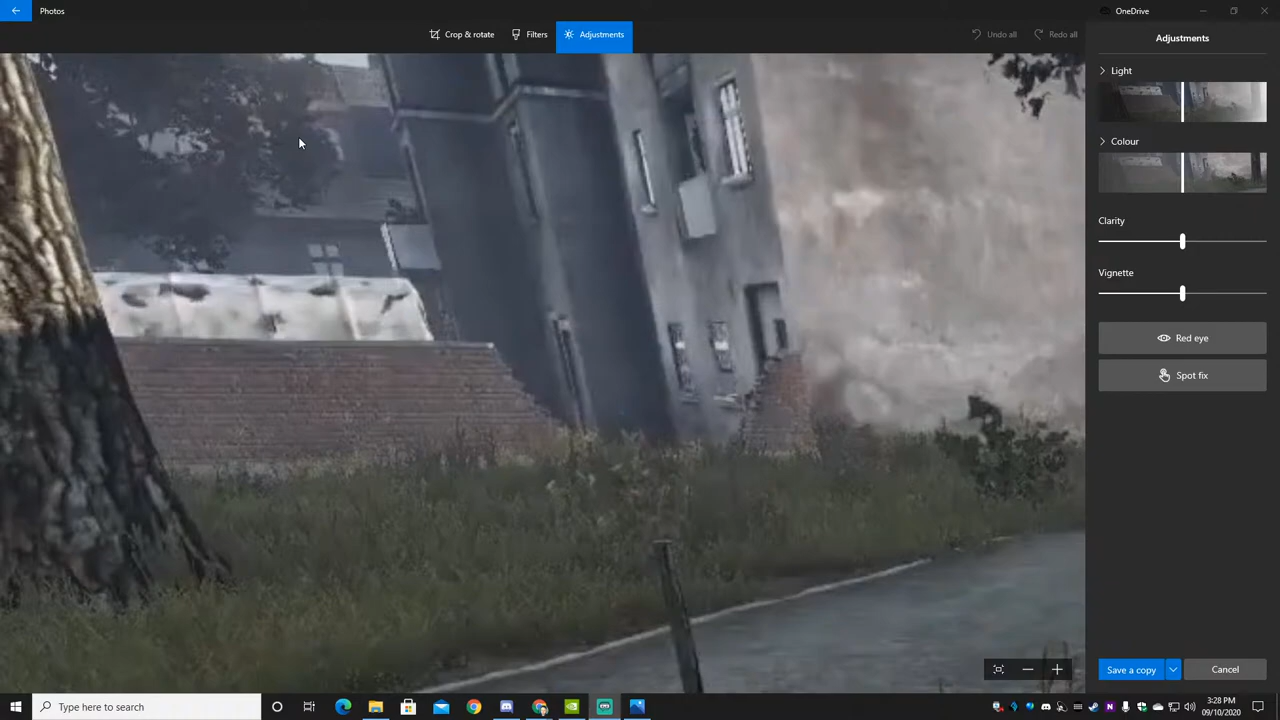 Photos
OneDrive
Crop & rotate
Filters
Adjustments
Undo all
Redo all
Adjustments
Light
Colour
Clarity
Vignette
Red eye
Spot fix
Save a copy
Cancel
Type here to search
3:28 PM
09/10/2020